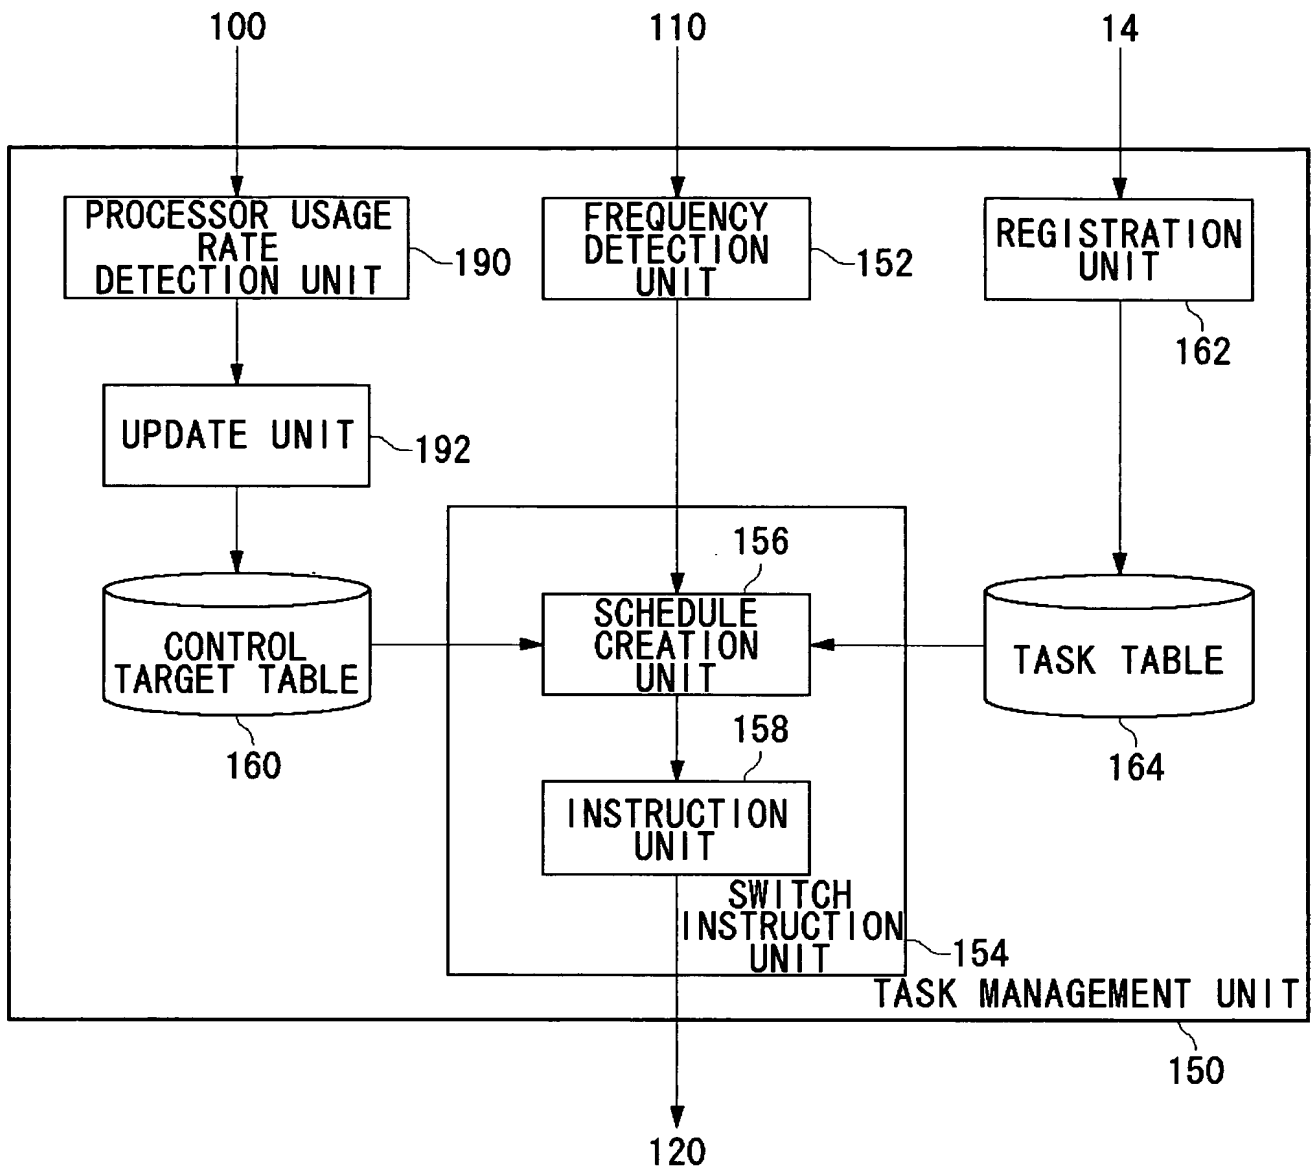 100
110
14
PROCESSOR USAGE
RATE
DETECTION UNIT
190
FREQUENCY
DETECTION
UNIT
152
REGISTRATION
UNIT
162
UPDATE UNIT
192
156
CONTROL
TARGET TABLE
160
SCHEDULE
CREATION
UNIT
TASK TABLE
164
158
INSTRUCTION
UNIT
SWITCH
INSTRUCTION
UNIT
154
TASK MANAGEMENT UNIT
150
120